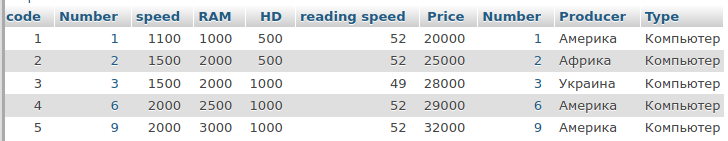 code Number speed RAM HD reading speed Price Number Producer Type
1 1 1100 1000 500 52 20000 1 Америка Компьютер
2 2 1500 2000 500 52 25000 2 Африка Компьютер
3 3 1500 2000 1000 49 28000 3 Украина Компьютер
4 6 2000 2500 1000 52 29000 6 Америка Компьютер
5 9 2000 3000 1000 52 32000 9 Америка Компьютер